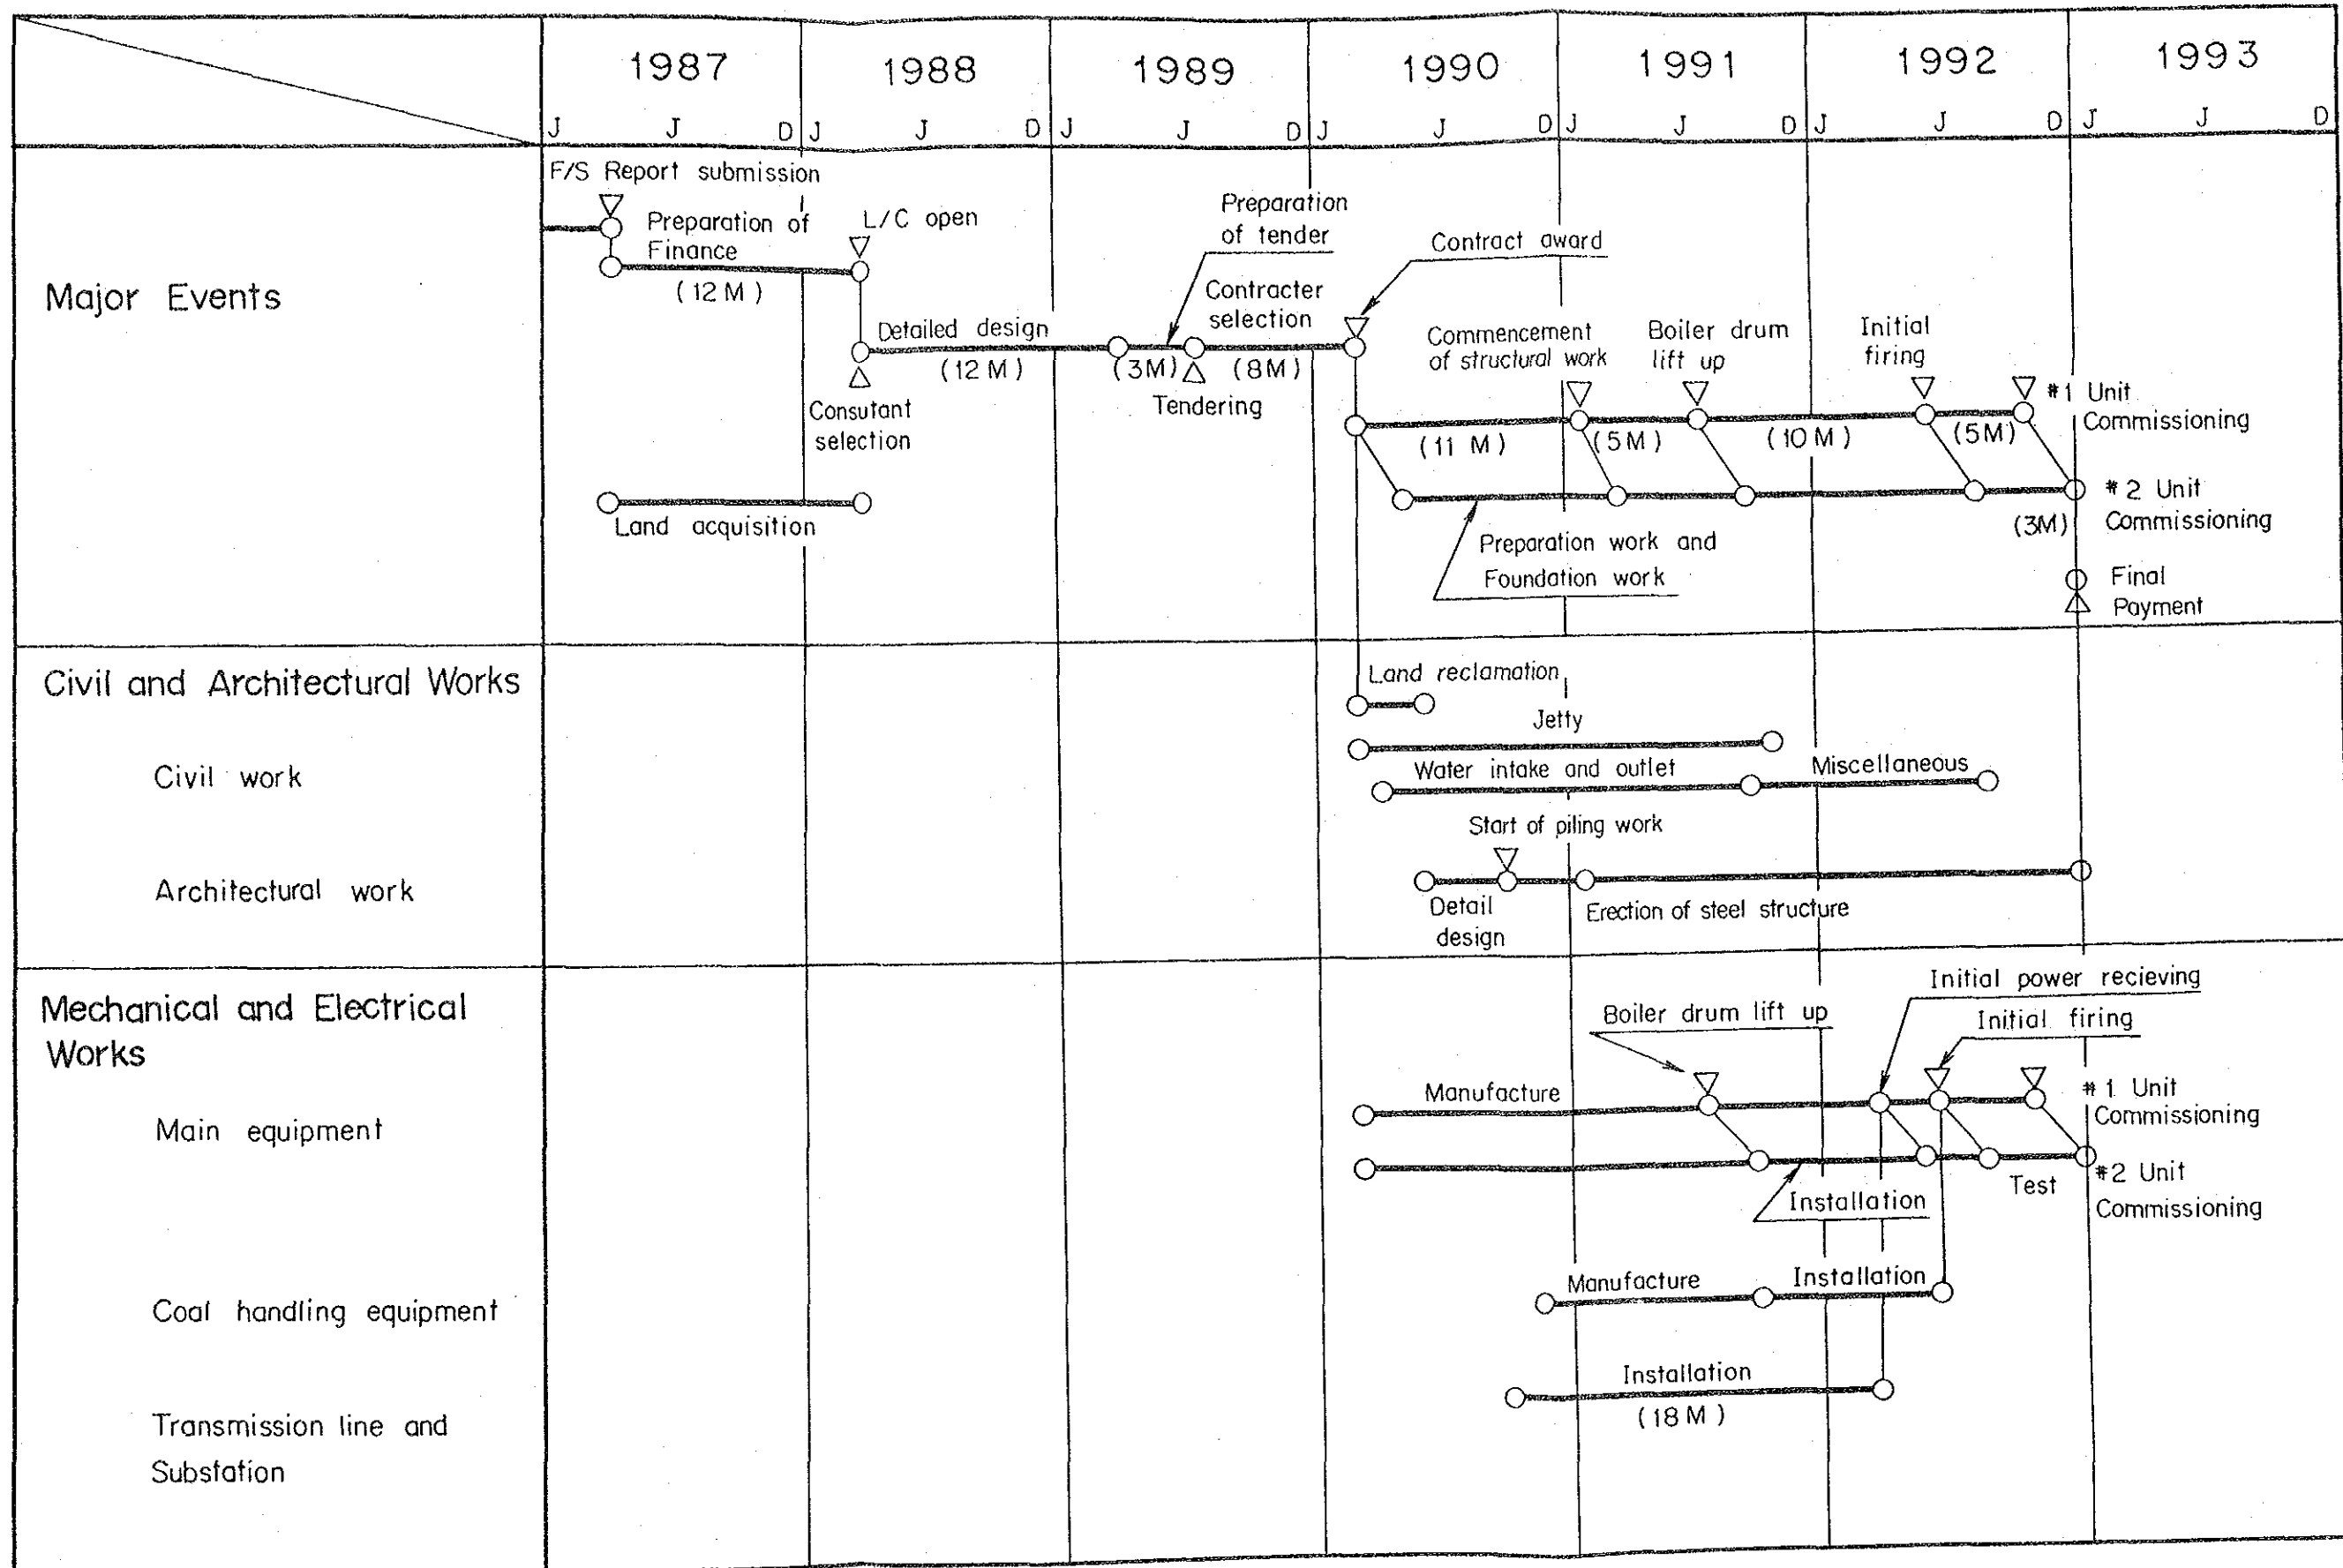 1987 1988 1989 1990 1991 1992 1993
J J D J J D J J D J J D J J D J J D J J D
Major Events
F/S Report submission
Preparation of
Finance
(12M)
L/C open
Detailed design
(12M)
Consutant
selection
Land acquisition
Preparation
of tender
(3M)
Contracter
selection
(8M)
Tendering
Contract award
Commencement
of structural work
Boiler drum
lift up
Initial
firing
#1 Unit
Commissioning
(11 M)
(5M)
(10M)
(5M)
#2 Unit
Commissioning
(3M)
Preparation work and
Foundation work
Final
Payment
Civil and Architectural Works
Land reclamation
Jetty
Civil work
Water intake and outlet
Miscellaneous
Start of piling work
Architectural work
Detail
design
Erection of steel structure
Mechanical and Electrical
Works
Initial power recieving
Boiler drum lift up
Initial firing
Main equipment
Manufacture
#1 Unit
Commissioning
#2 Unit
Commissioning
Test
Installation
Coal handling equipment
Manufacture
Installation
Transmission line and
Substation
Installation
(18M)